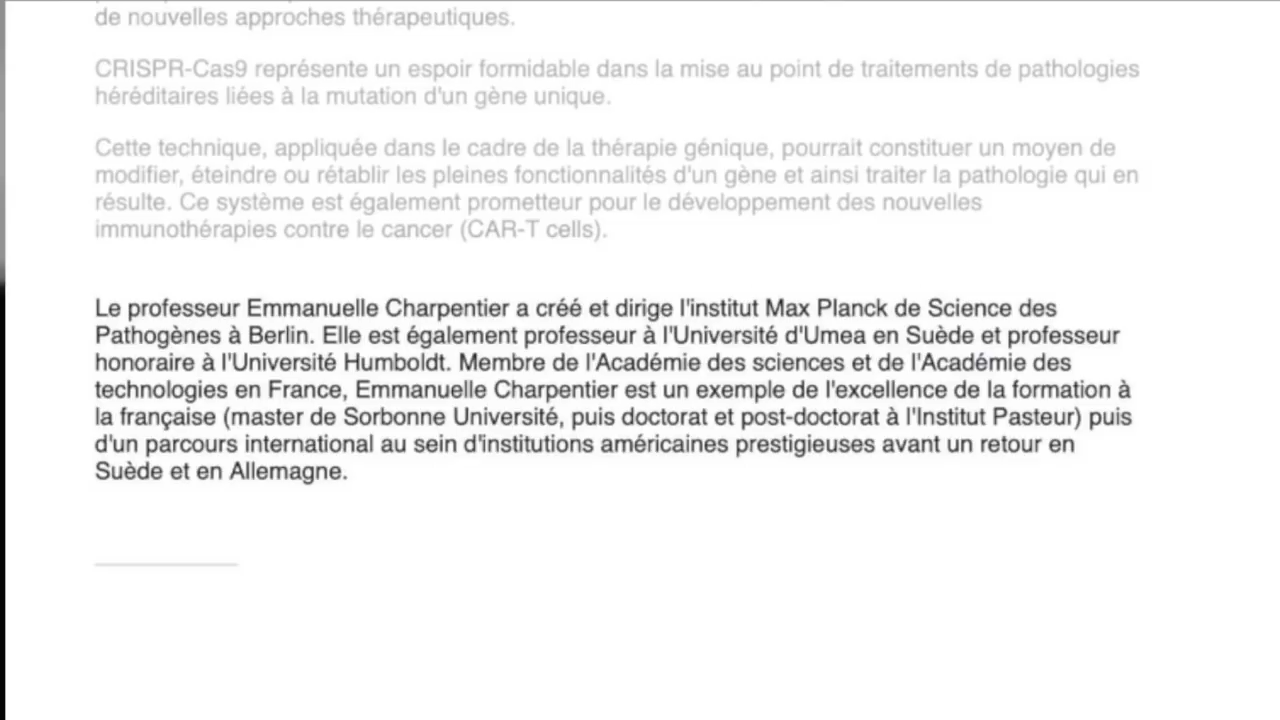 de nouvelles approches thérapeutiques.
CRISPR-Cas9 représente un espoir formidable dans la mise au point de traitements de pathologies
héréditaires liées à la mutation d'un gène unique.
Cette technique, appliquée dans le cadre de la thérapie génique, pourrait constituer un moyen de
modifier, éteindre ou rétablir les pleines fonctionnalités d'un gène et ainsi traiter la pathologie qui en
résulte. Ce système est également prometteur pour le développement des nouvelles
immunothérapies contre le cancer (CAR-T cells).
Le professeur Emmanuelle Charpentier a créé et dirige l'institut Max Planck de Science des
Pathogènes à Berlin. Elle est également professeur à l'Université d'Umea en Suède et professeur
honoraire à l'Université Humboldt. Membre de l'Académie des sciences et de l'Académie des
technologies en France, Emmanuelle Charpentier est un exemple de l'excellence de la formation à
la française (master de Sorbonne Université, puis doctorat et post-doctorat à l'Institut Pasteur) puis
d'un parcours international au sein d'institutions américaines prestigieuses avant un retour en
Suède et en Allemagne.